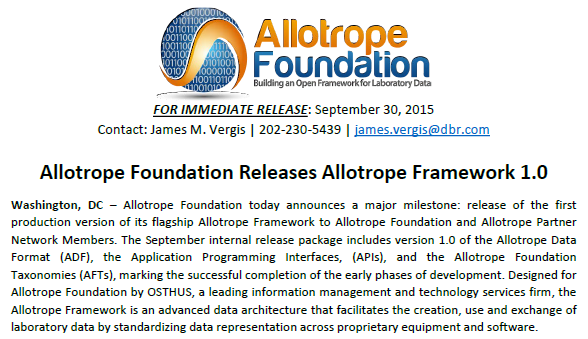 Allotrope
Foundation
Building an Open Framework for Laboratory Data
FOR IMMEDIATE RELEASE: September 30, 2015
Contact: James M. Vergis | 202-230-5439 | james.vergis@dbr.com
Allotrope Foundation Releases Allotrope Framework 1.0
Washington, DC – Allotrope Foundation today announces a major milestone: release of the first
production version of its flagship Allotrope Framework to Allotrope Foundation and Allotrope Partner
Network Members. The September internal release package includes version 1.0 of the Allotrope Data
Format (ADF), the Application Programming Interfaces, (APIs), and the Allotrope Foundation
Taxonomies (AFTs), marking the successful completion of the early phases of development. Designed for
Allotrope Foundation by OSTHUS, a leading information management and technology services firm, the
Allotrope Framework is an advanced data architecture that facilitates the creation, use and exchange of
laboratory data by standardizing data representation across proprietary equipment and software.